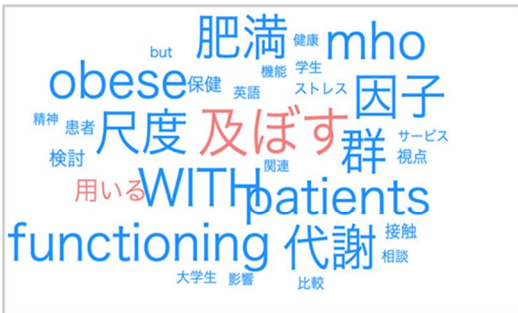 肥満
健康
mho
but
機能
学生
obese
保健
英語
ストレス
因子
精神
患者
尺度
及ぼす
群
サービス
検討
関連
視点
用いる
WITH
patients
functioning
代謝
接触
相談
大学生
影響
比較